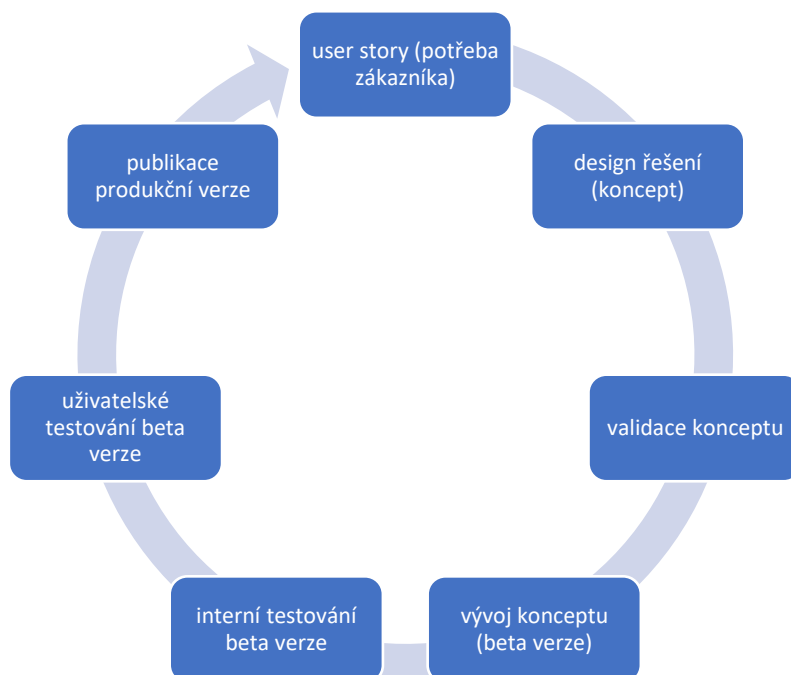 user story (potřeba
zákazníka)
design řešení
(koncept)
validace konceptu
vývoj konceptu
(beta verze)
interní testování
beta verze
uživatelské
testování beta
verze
publikace
produkční verze